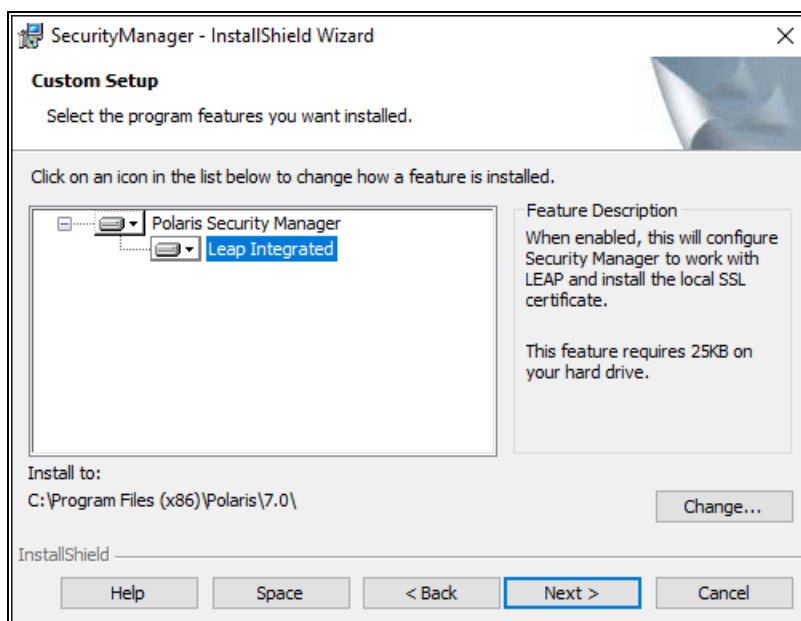 SecurityManager - InstallShield Wizard
Custom Setup
Select the program features you want installed.
Click on an icon in the list below to change how a feature is installed.
Polaris Security Manager
Leap Integrated
Feature Description
When enabled, this will configure
Security Manager to work with
LEAP and install the local SSL
certificate.
This feature requires 25KB on
your hard drive.
Install to:
C:\Program Files (x86)\Polaris\7.0\
Change...
InstallShield
Help
Space
< Back
Next >
Cancel